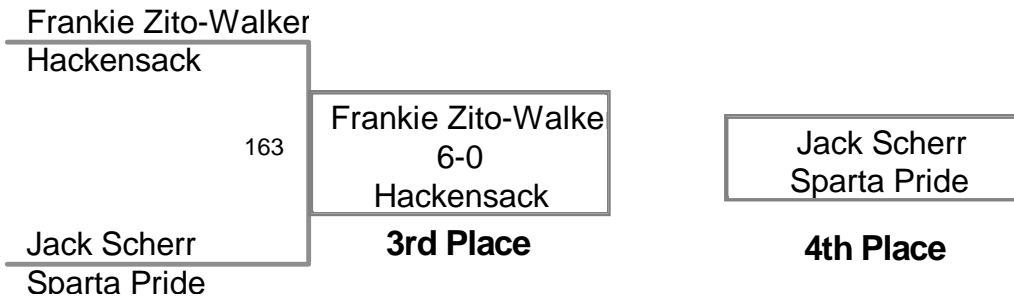 Frankie Zito-Walker
Hackensack
163
Frankie Zito-Walke
6-0
Hackensack
3rd Place
Jack Scherr
Sparta Pride
4th Place
Jack Scherr
Sparta Pride